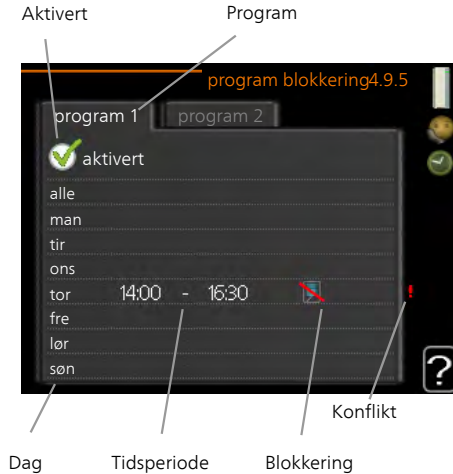 Aktivert Program
program blokkering4.9.5
program 1 program 2
aktivert
alle
man
tir
ons
tor 14:00 - 16:30 !
fre
lør
søn
?
Konflikt
Dag Tidsperiode Blokkering